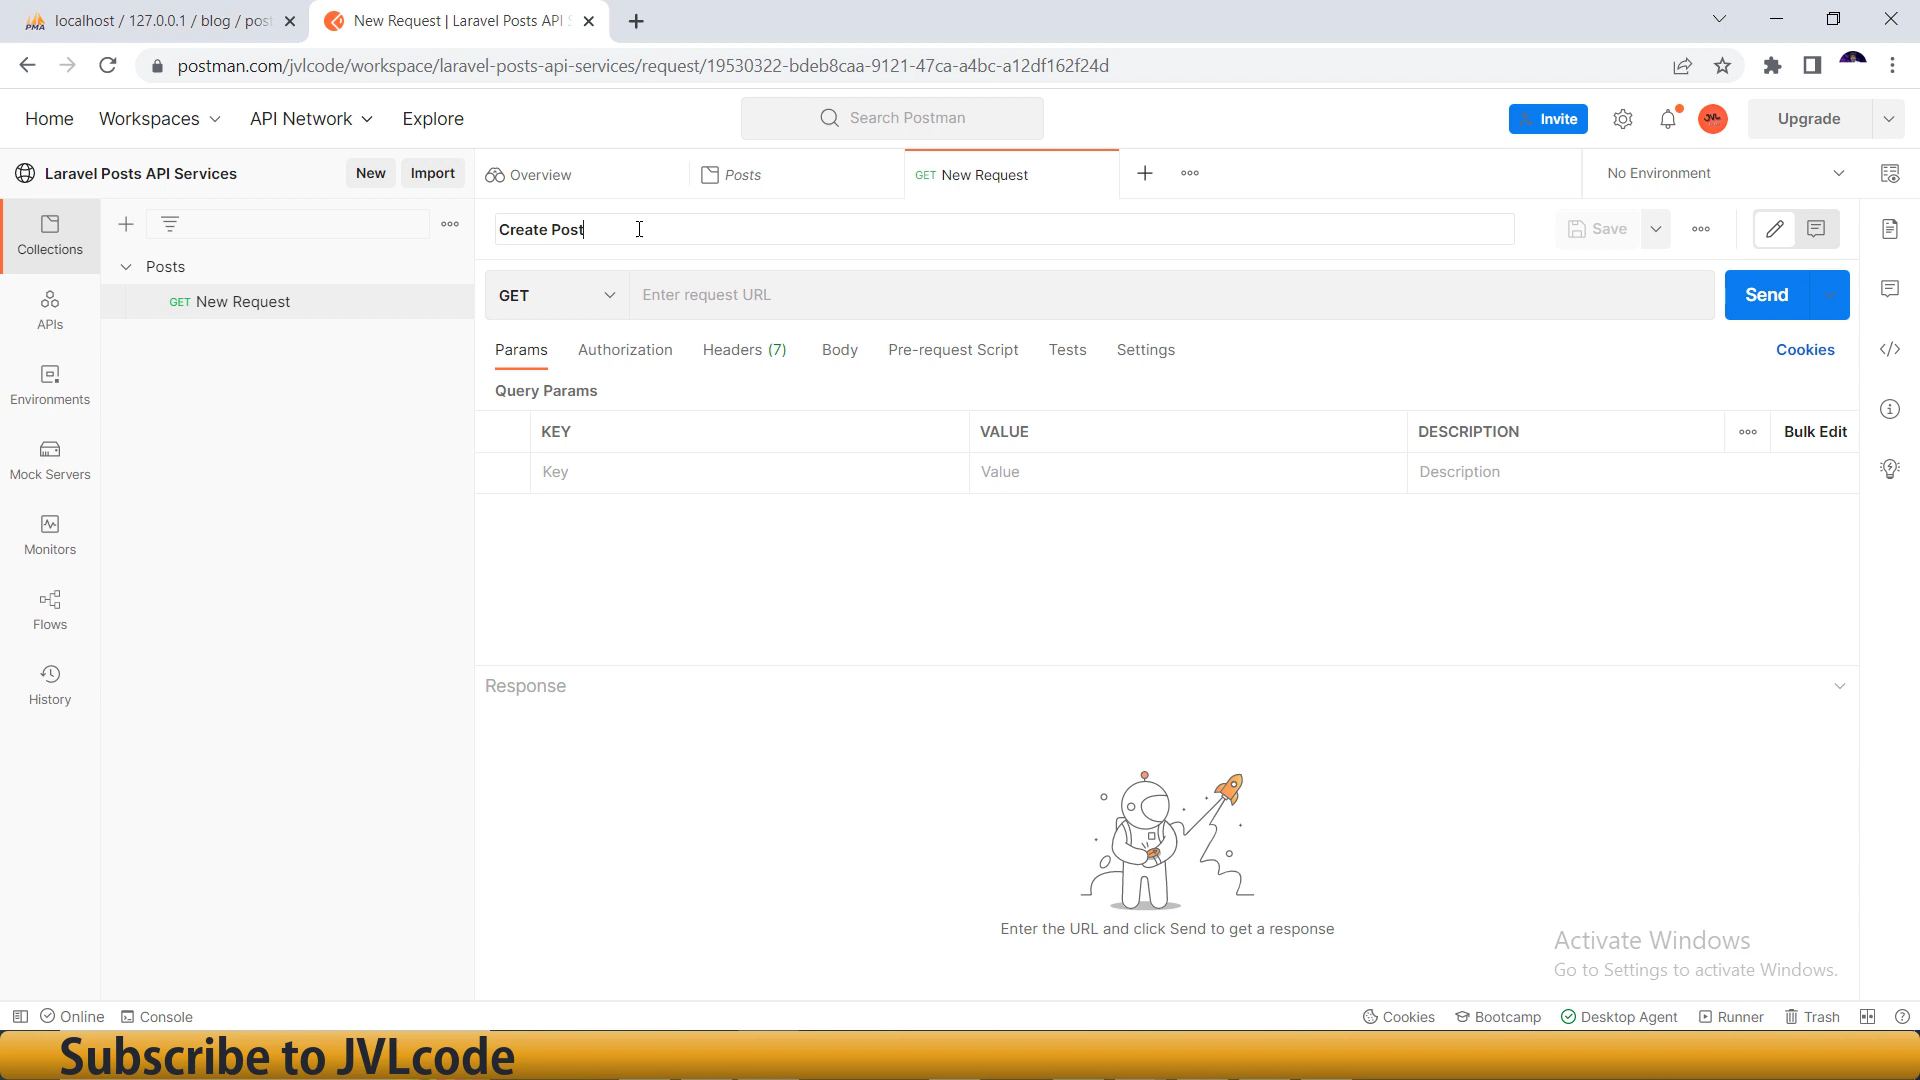 localhost / 127.0.0.1 / blog / post
New Request | Laravel Posts API S
postman.com/jvlcode/workspace/laravel-posts-api-services/request/19530322-bdeb8caa-9121-47ca-a4bc-a12df162f24d
Home Workspaces API Network Explore Search Postman Invite JVL Upgrade
Laravel Posts API Services New Import Overview Posts GET New Request No Environment
Collections
Create Post Save
Posts
GET New Request
GET Enter request URL Send
APIs
Params Authorization Headers (7) Body Pre-request Script Tests Settings Cookies
Query Params
Environments
KEY VALUE DESCRIPTION Bulk Edit
Key Value Description
Mock Servers
Monitors
Flows
History
Response
Enter the URL and click Send to get a response
Activate Windows
Go to Settings to activate Windows.
Online Console Cookies Bootcamp Desktop Agent Runner Trash
Subscribe to JVLcode